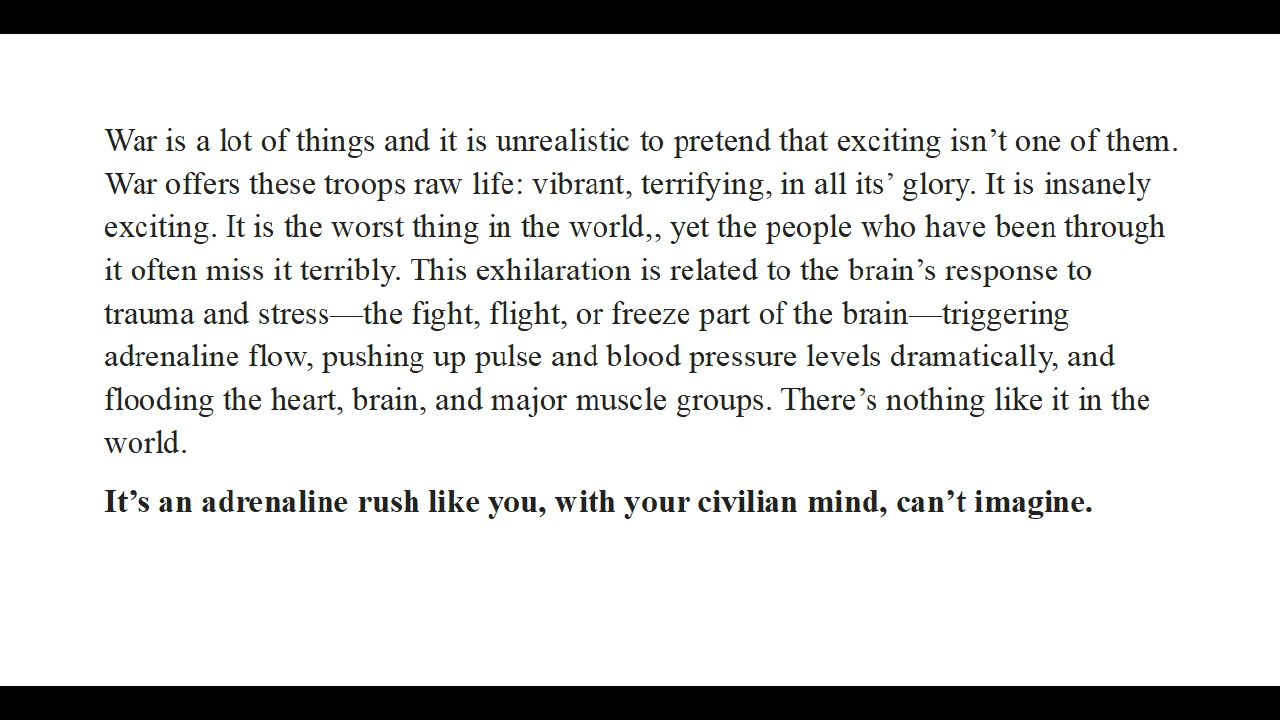 War is a lot of things and it is unrealistic to pretend that exciting isn’t one of them.
War offers these troops raw life: vibrant, terrifying, in all its’ glory. It is insanely
exciting. It is the worst thing in the world,, yet the people who have been through
it often miss it terribly. This exhilaration is related to the brain’s response to
trauma and stress—the fight, flight, or freeze part of the brain—triggering
adrenaline flow, pushing up pulse and blood pressure levels dramatically, and
flooding the heart, brain, and major muscle groups. There’s nothing like it in the
world.
It’s an adrenaline rush like you, with your civilian mind, can’t imagine.